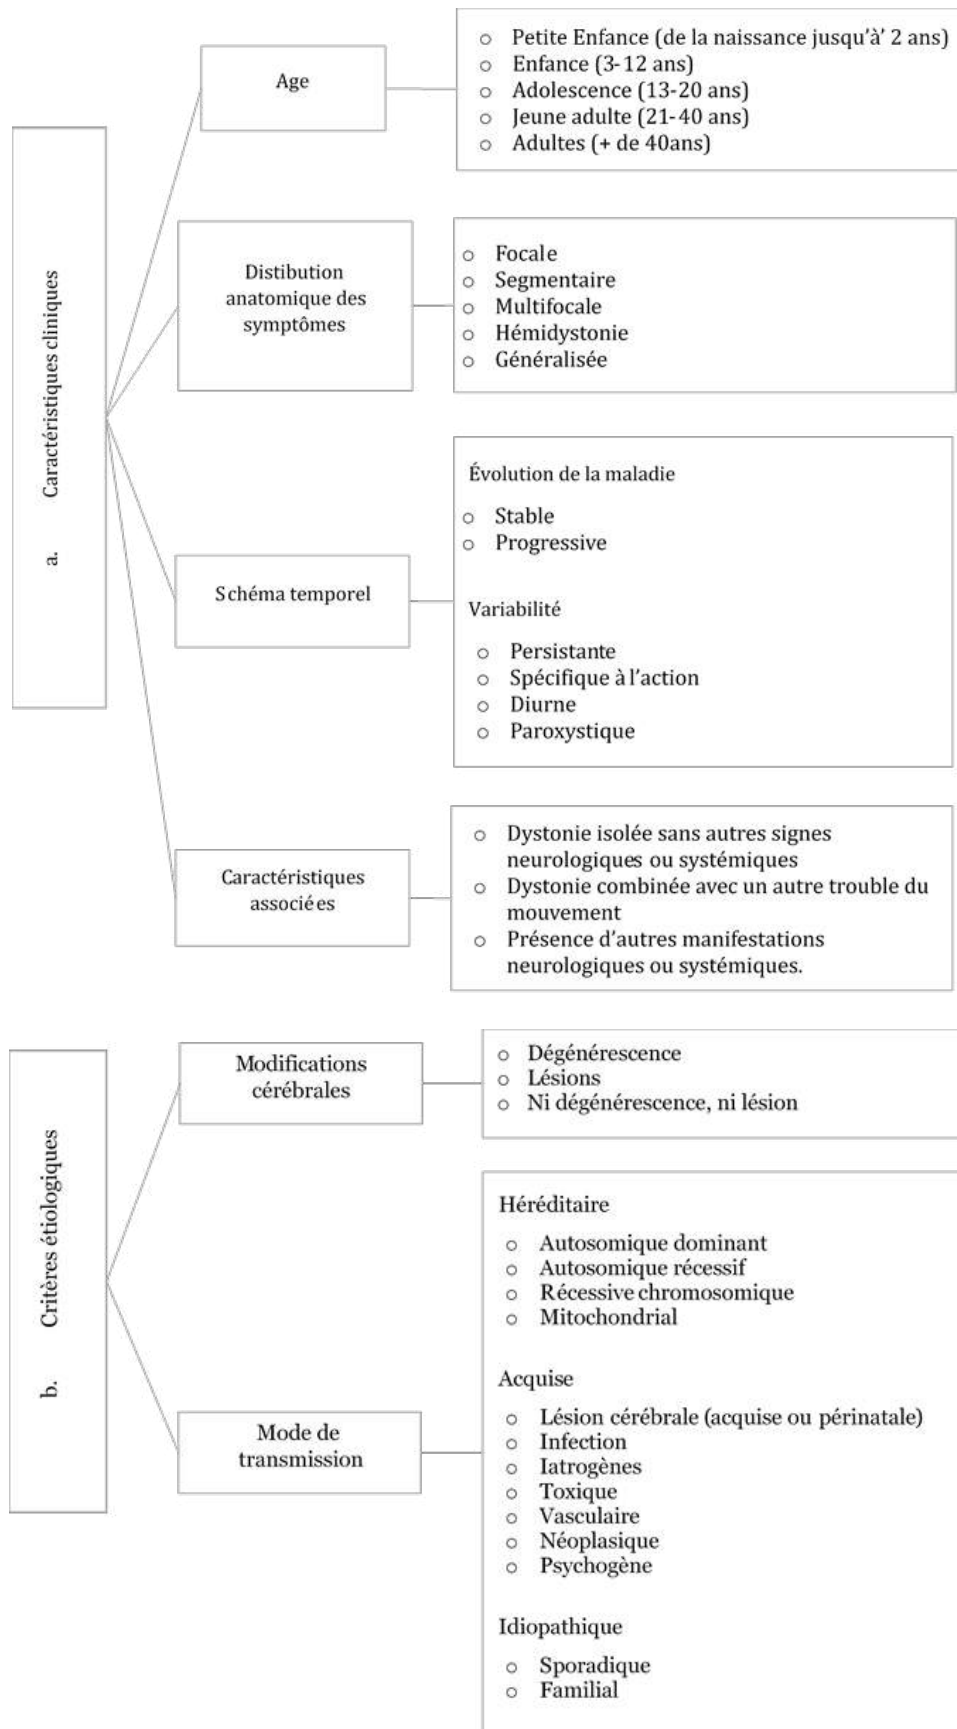 a. Caractéristiques cliniques
Age
o Petite Enfance (de la naissance jusqu'à' 2 ans)
o Enfance (3-12 ans)
o Adolescence (13-20 ans)
o Jeune adulte (21-40 ans)
o Adultes (+ de 40ans)
Distibution
anatomique des
symptômes
o Focale
o Segmentaire
o Multifocale
o Hémidystonie
o Généralisée
Schéma temporel
Évolution de la maladie
o Stable
o Progressive
Variabilité
o Persistante
o Spécifique à l'action
o Diurne
o Paroxystique
Caractéristiques
associées
o Dystonie isolée sans autres signes
neurologiques ou systémiques
o Dystonie combinée avec un autre trouble du
mouvement
o Présence d'autres manifestations
neurologiques ou systémiques.
b. Critères étiologiques
Modifications
cérébrales
o Dégénérescence
o Lésions
o Ni dégénérescence, ni lésion
Mode de
transmission
Héréditaire
o Autosomique dominant
o Autosomique récessif
o Récessive chromosomique
o Mitochondrial
Acquise
o Lésion cérébrale (acquise ou périnatale)
o Infection
o Iatrogènes
o Toxique
o Vasculaire
o Néoplasique
o Psychogène
Idiopathique
o Sporadique
o Familial